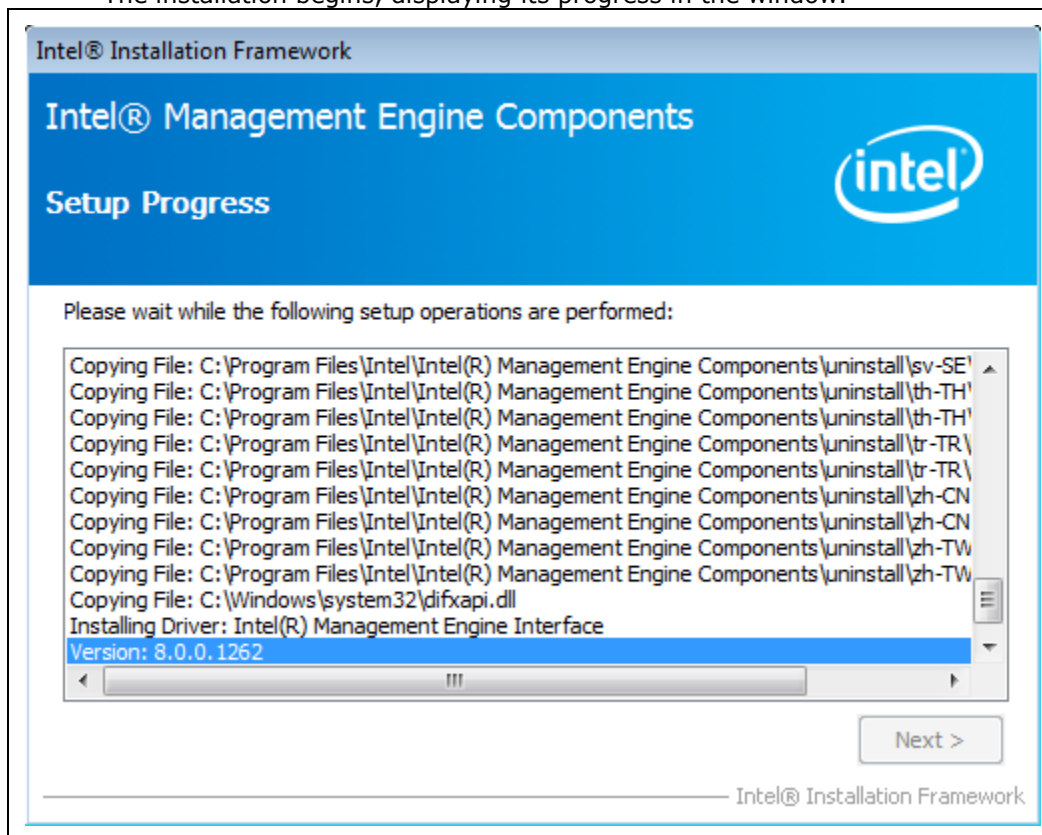 The installation begins, displaying its progress in the window.
Intel® Installation Framework
Intel® Management Engine Components
intel
Setup Progress
Please wait while the following setup operations are performed:
Copying File: C:\Program Files\Intel\Intel(R) Management Engine Components\uninstall\sv-SE\
Copying File: C:\Program Files\Intel\Intel(R) Management Engine Components\uninstall\th-TH\
Copying File: C:\Program Files\Intel\Intel(R) Management Engine Components\uninstall\th-TH\
Copying File: C:\Program Files\Intel\Intel(R) Management Engine Components\uninstall\tr-TR\
Copying File: C:\Program Files\Intel\Intel(R) Management Engine Components\uninstall\tr-TR\
Copying File: C:\Program Files\Intel\Intel(R) Management Engine Components\uninstall\zh-CN
Copying File: C:\Program Files\Intel\Intel(R) Management Engine Components\uninstall\zh-CN
Copying File: C:\Program Files\Intel\Intel(R) Management Engine Components\uninstall\zh-TW
Copying File: C:\Program Files\Intel\Intel(R) Management Engine Components\uninstall\zh-TW
Copying File: C:\Windows\system32\difxapi.dll
Installing Driver: Intel(R) Management Engine Interface
Version: 8.0.0.1262
Next >
Intel® Installation Framework